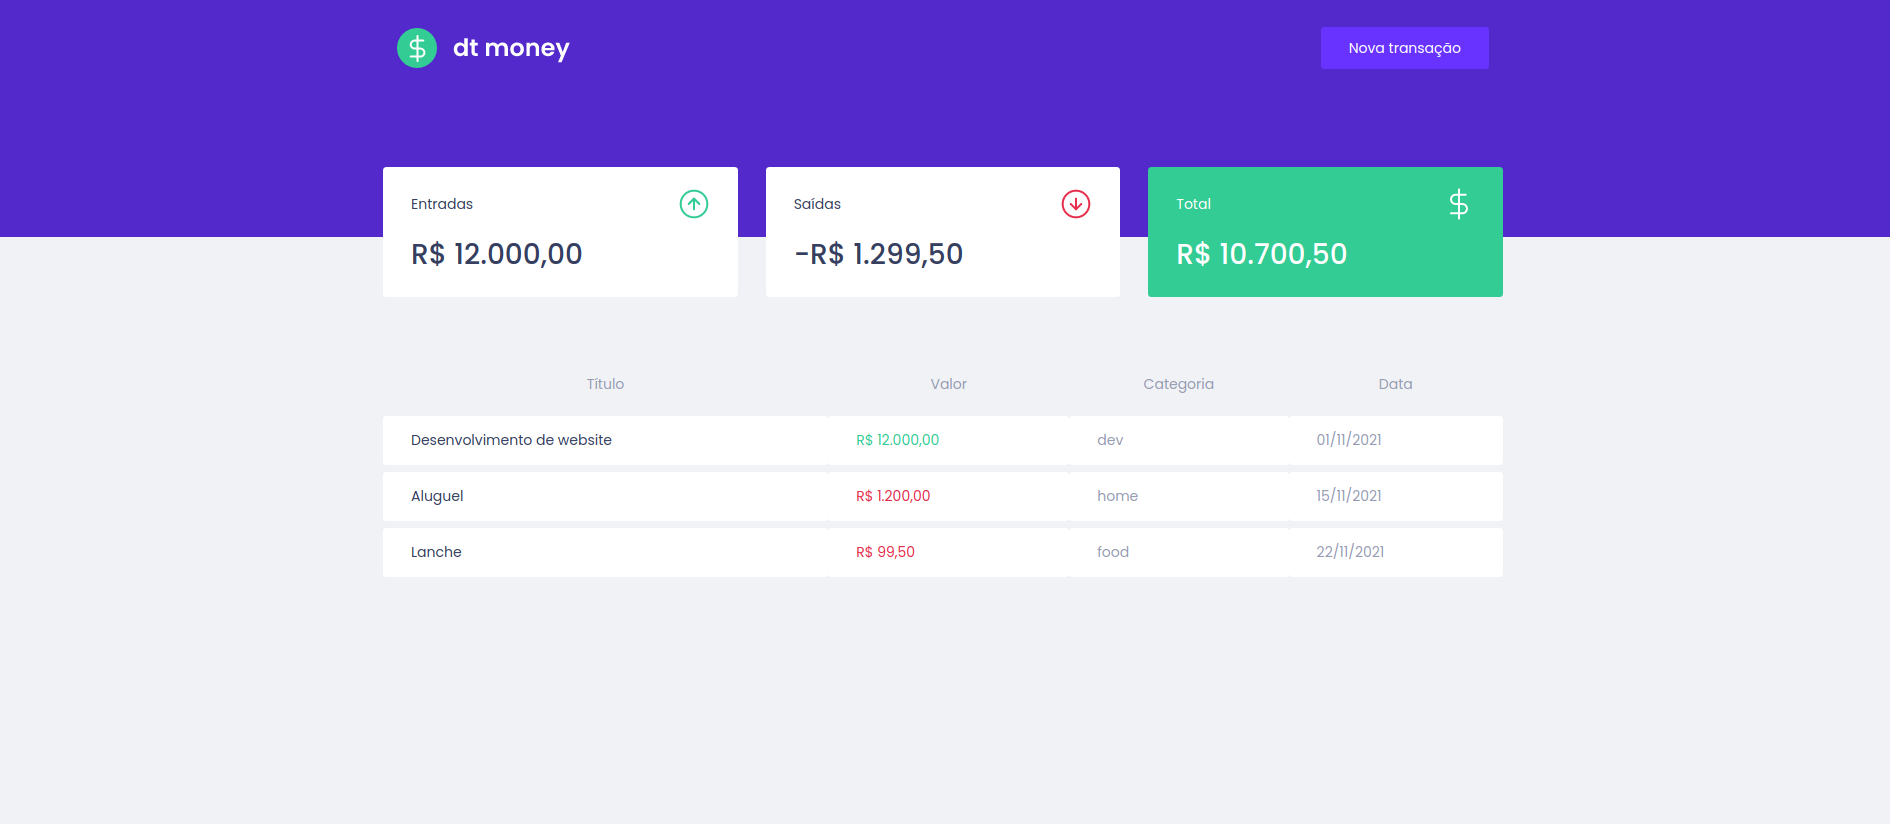 dt money
Nova transação
Entradas
R$ 12.000,00
Saídas
-R$ 1.299,50
Total
R$ 10.700,50
Título Valor Categoria Data
Desenvolvimento de website R$ 12.000,00 dev 01/11/2021
Aluguel R$ 1.200,00 home 15/11/2021
Lanche R$ 99,50 food 22/11/2021